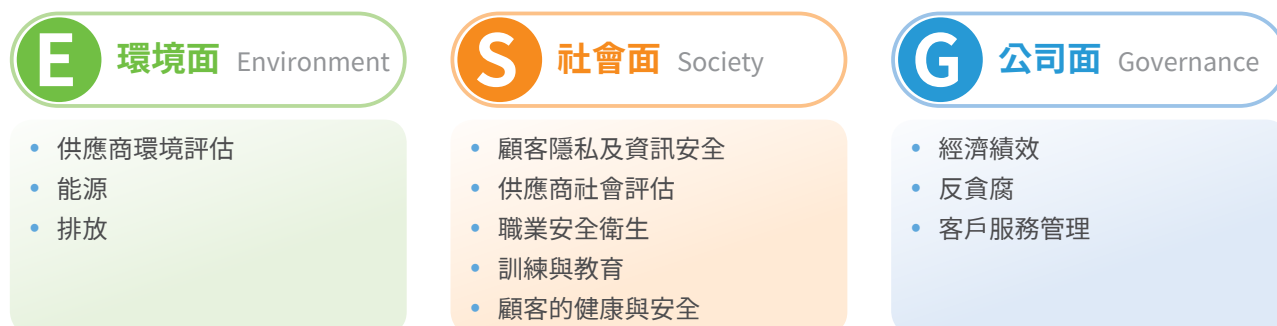 E 環境面 Environment
• 供應商環境評估
• 能源
• 排放
S 社會面 Society
• 顧客隱私及資訊安全
• 供應商社會評估
• 職業安全衛生
• 訓練與教育
• 顧客的健康與安全
G 公司面 Governance
• 經濟績效
• 反貪腐
• 客戶服務管理